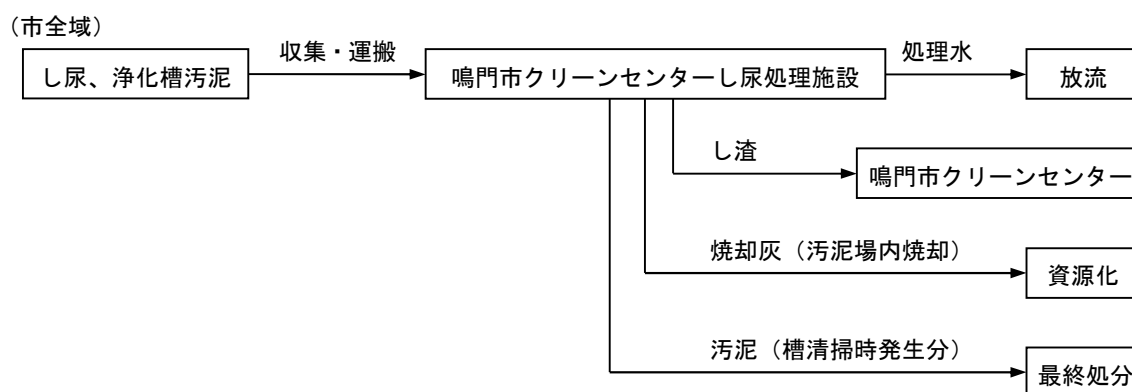 （市全域）
収集・運搬
処理水
し尿、浄化槽汚泥
鳴門市クリーンセンターし尿処理施設
放流
し渣
鳴門市クリーンセンター
焼却灰（汚泥場内焼却）
資源化
汚泥（槽清掃時発生分）
最終処分